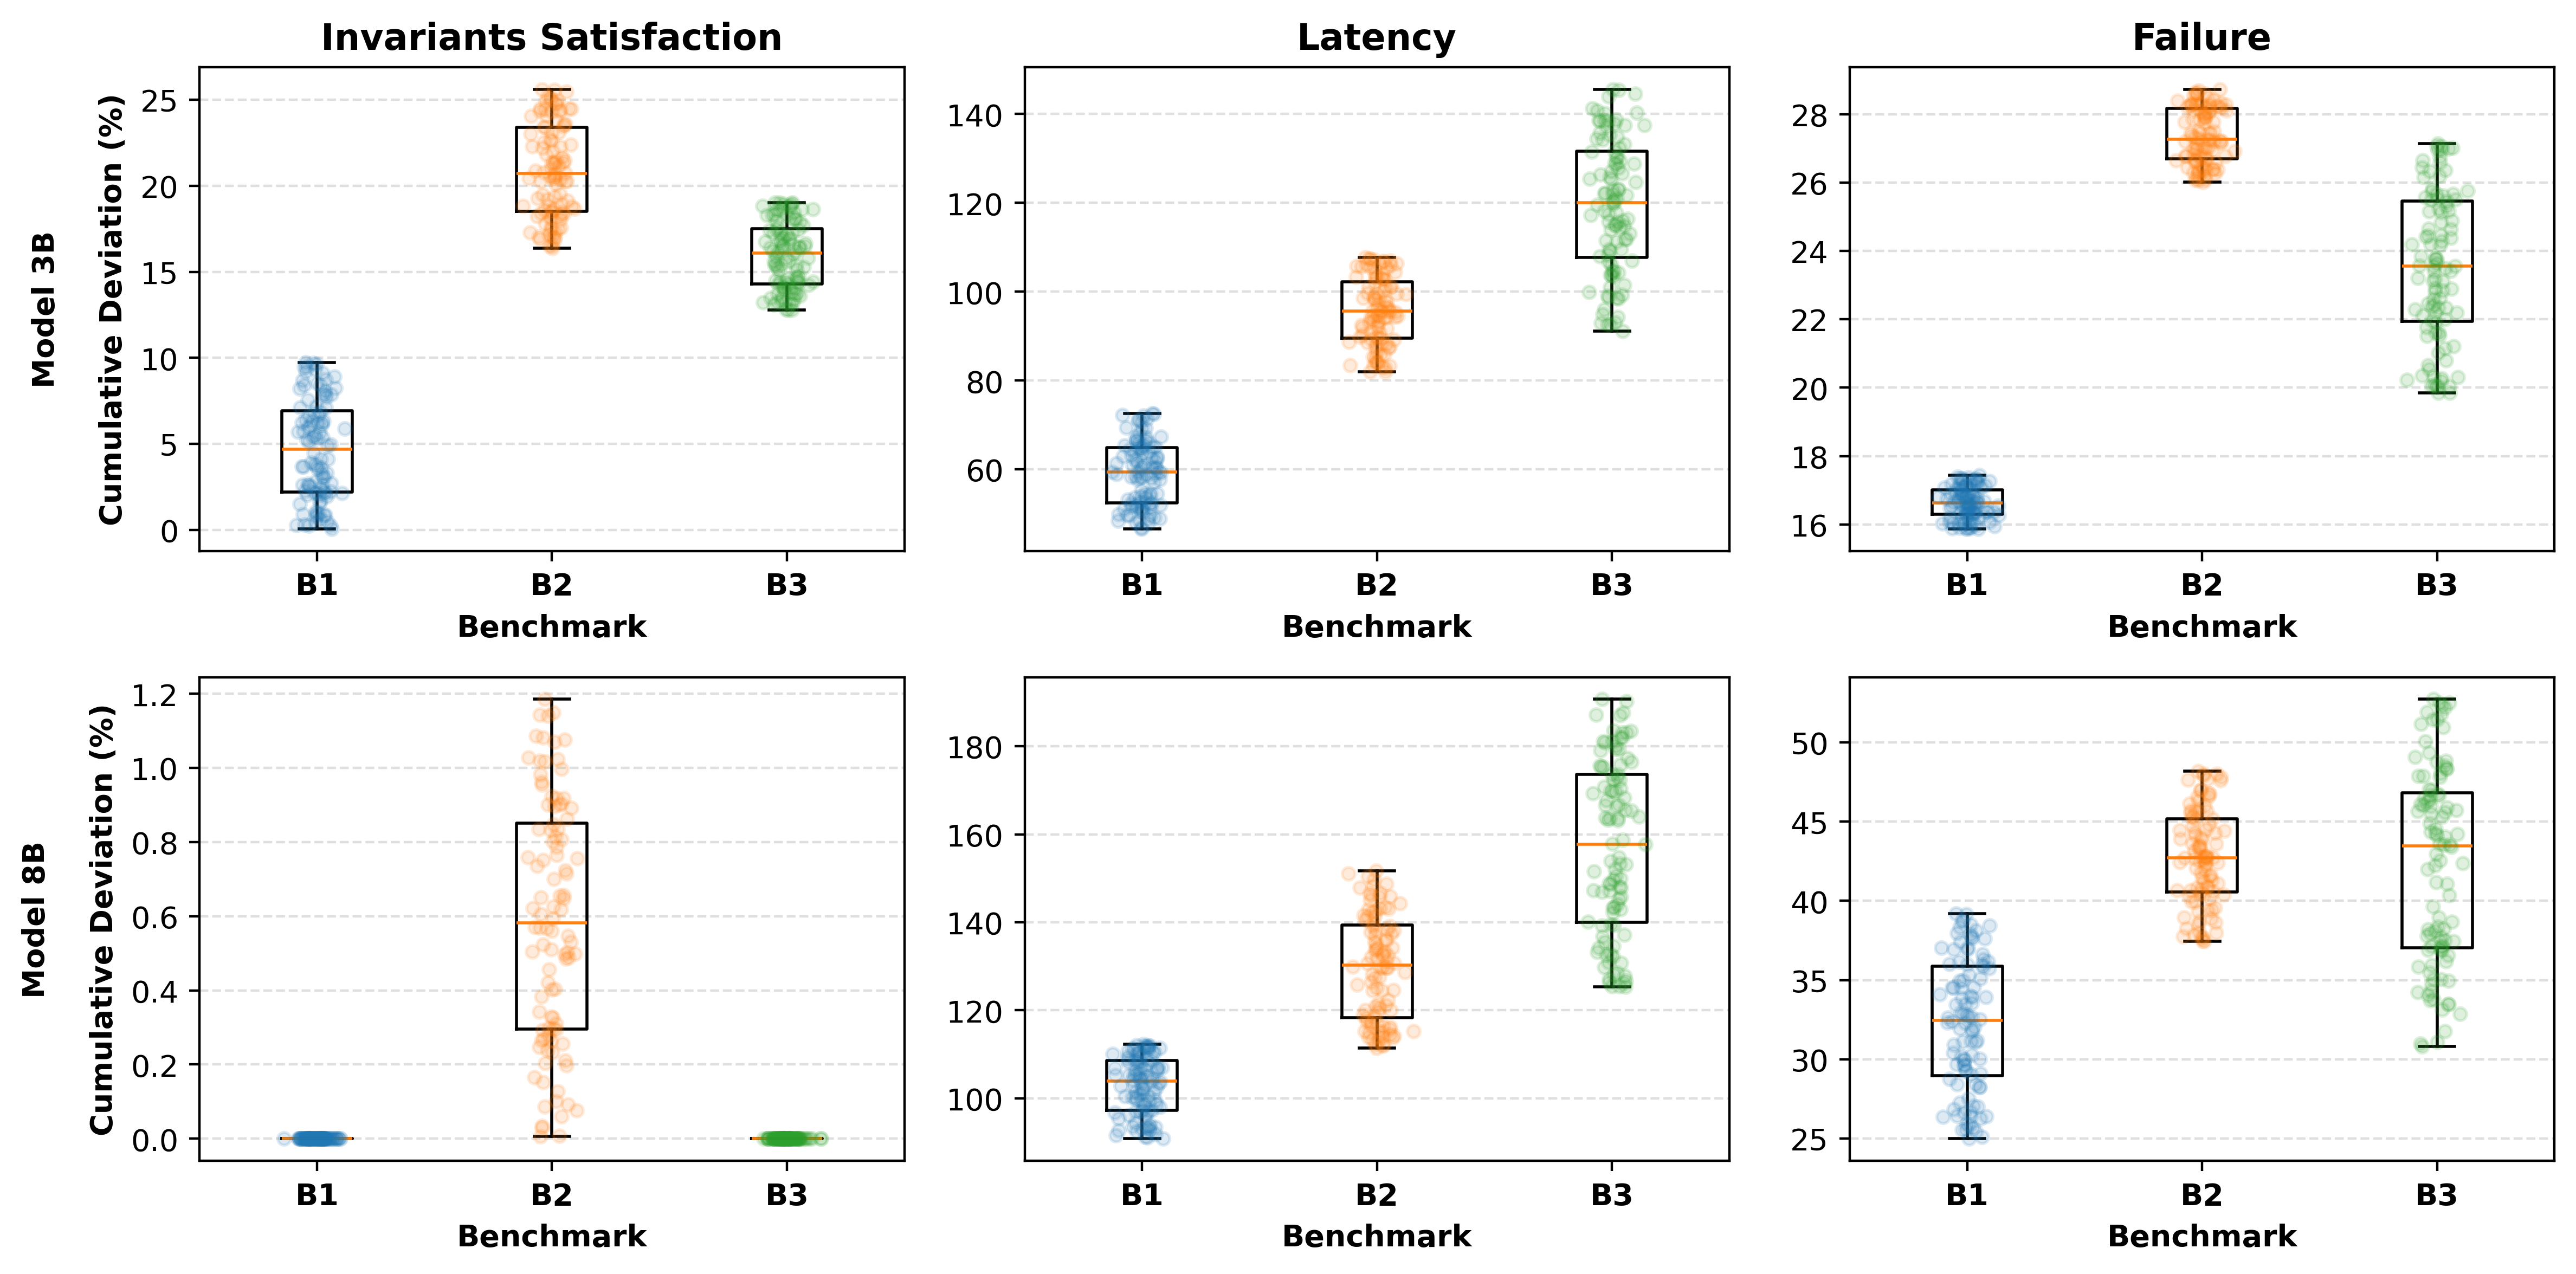 Invariants Satisfaction
Latency
Failure
Model 3B
Cumulative Deviation (%)
25
20
15
10
5
0
B1 B2 B3
Benchmark
140
120
100
80
60
B1 B2 B3
Benchmark
28
26
24
22
20
18
16
B1 B2 B3
Benchmark
Model 8B
Cumulative Deviation (%)
1.2
1.0
0.8
0.6
0.4
0.2
0.0
B1 B2 B3
Benchmark
180
160
140
120
100
B1 B2 B3
Benchmark
50
45
40
35
30
25
B1 B2 B3
Benchmark